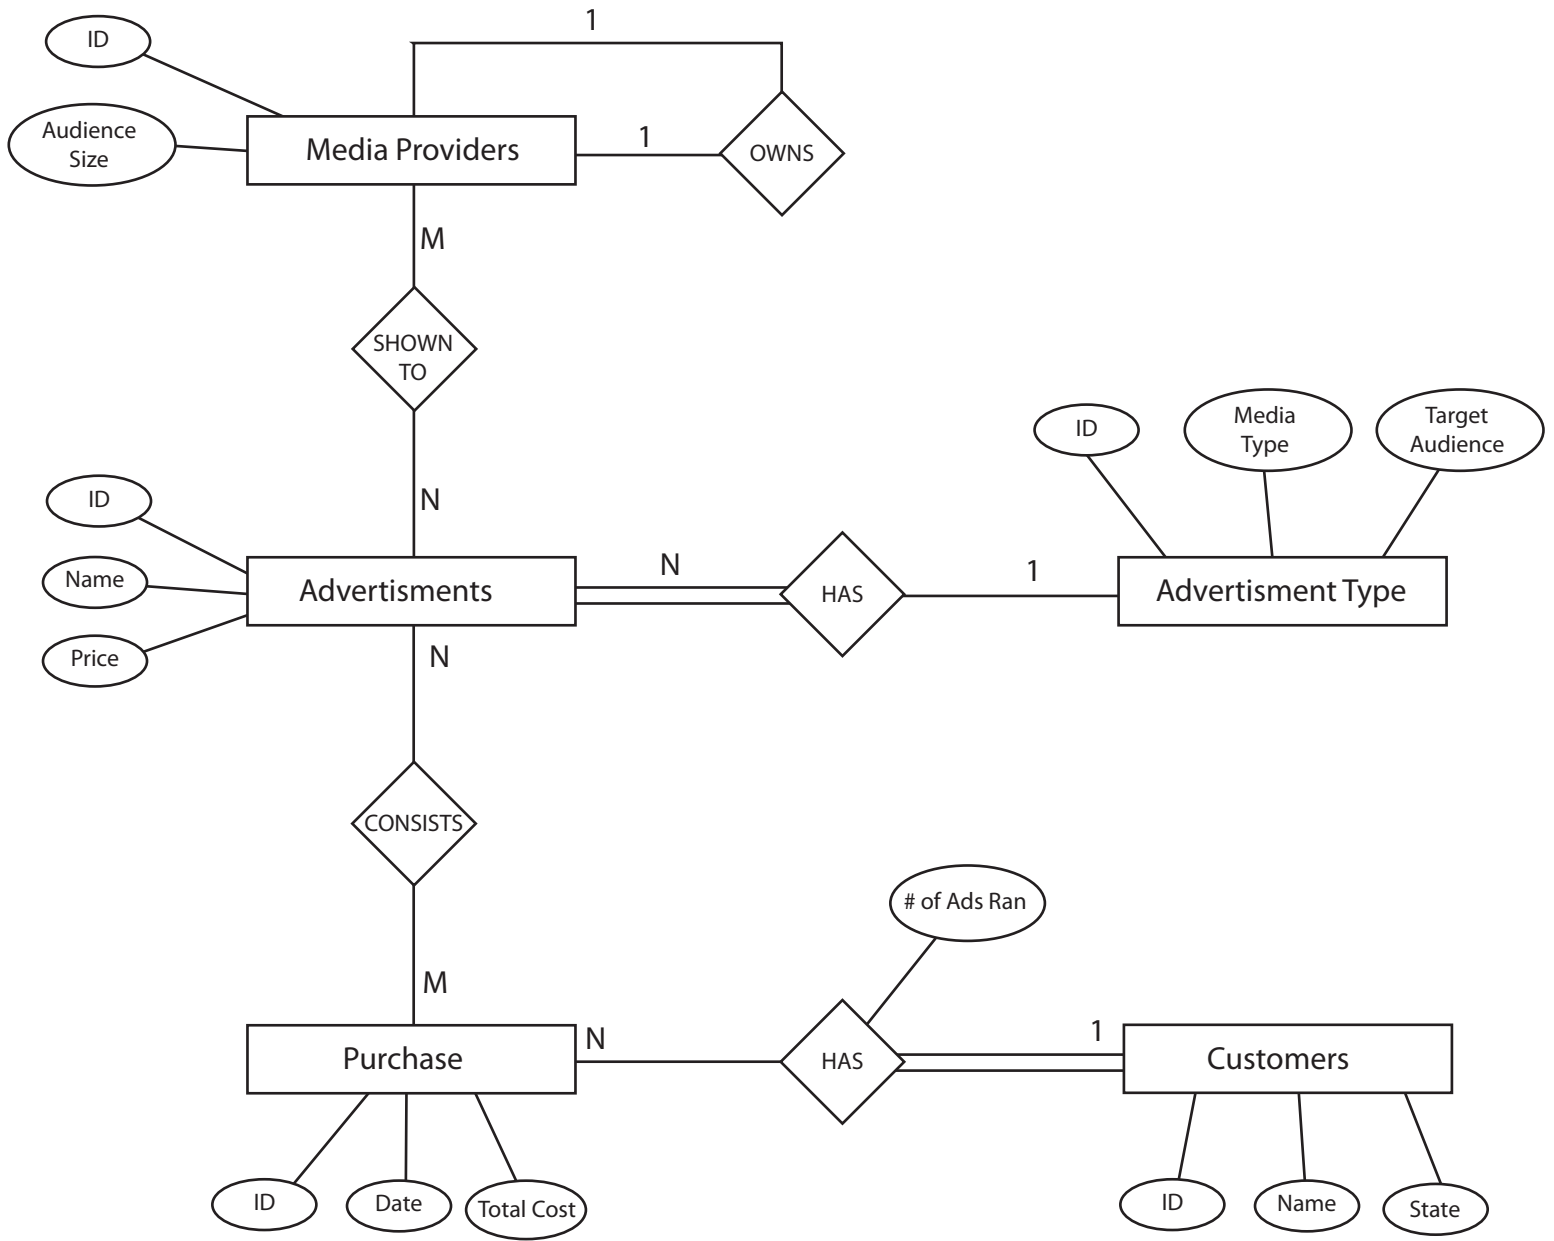 1
ID
Audience
Size
Media Providers
1
OWNS
M
SHOWN
TO
N
ID
Media
Type
Target
Audience
ID
Name
Price
Advertisments
N
HAS
1
Advertisment Type
N
CONSISTS
M
# of Ads Ran
Purchase
N
HAS
1
Customers
ID
Date
Total Cost
ID
Name
State